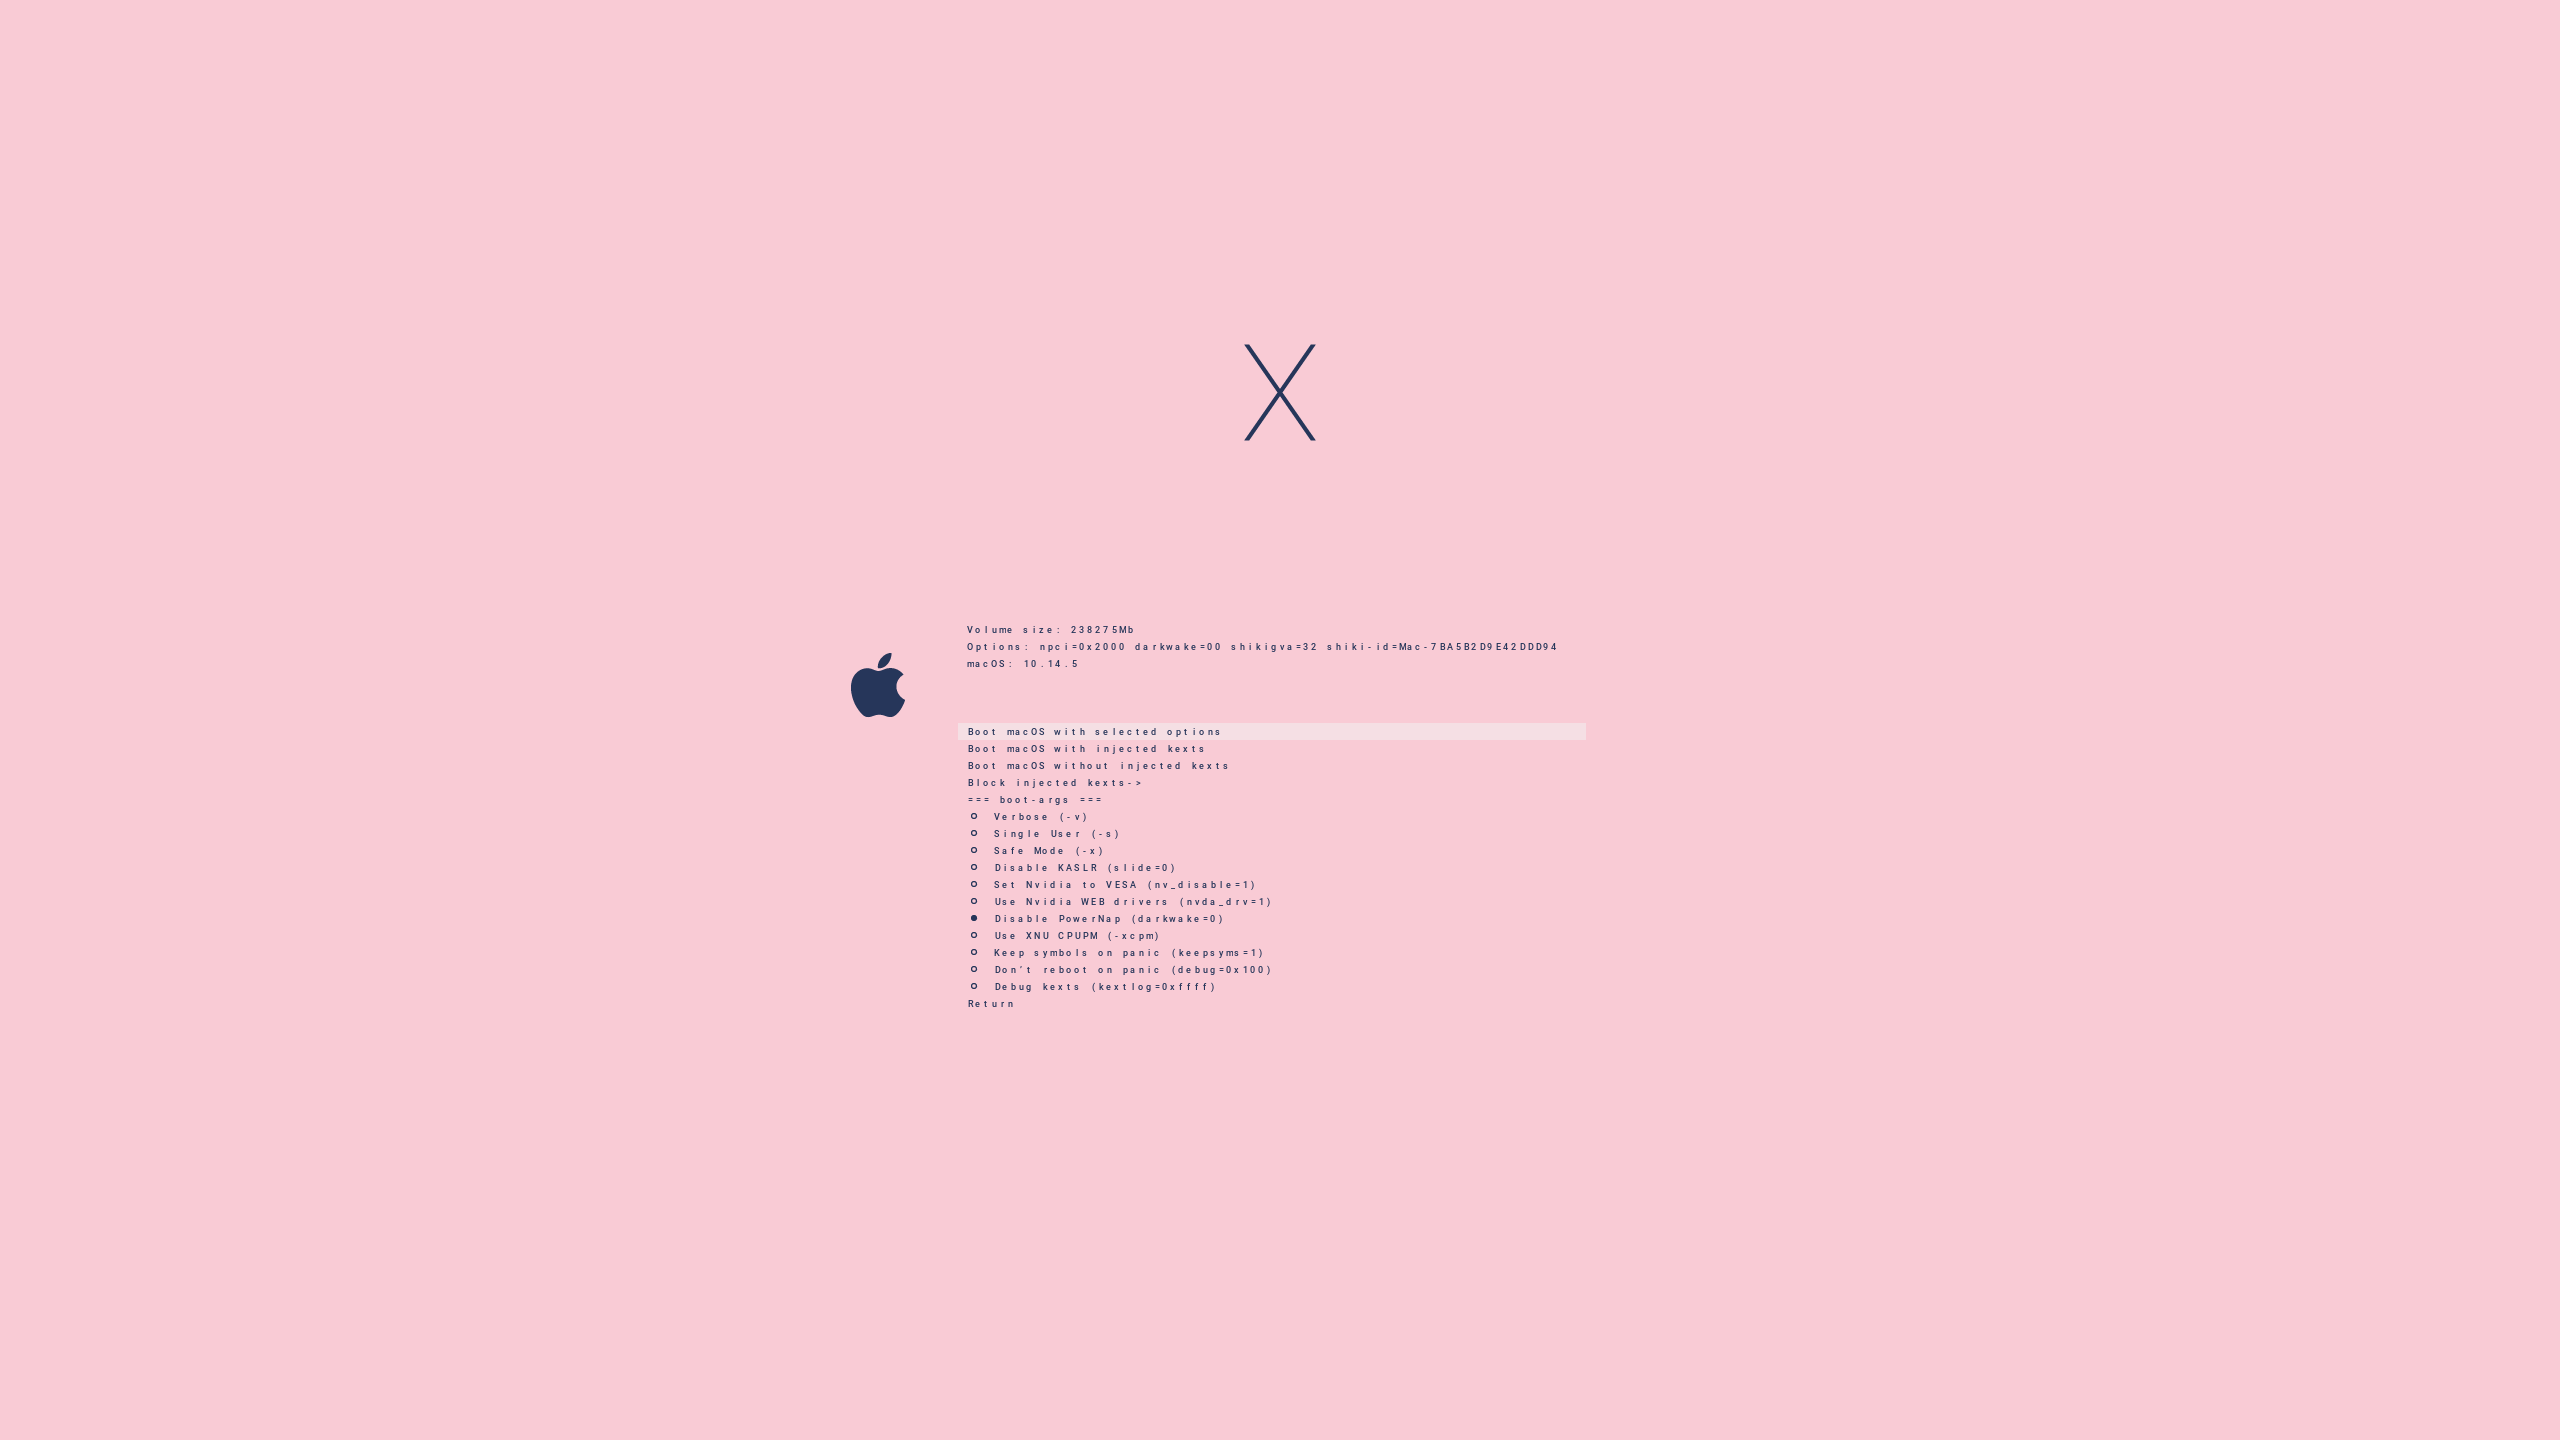 X
Volume size: 238275Mb
Options: npci=0x2000 darkwake=00 shikigva=32 shiki-id=Mac-7BA5B2D9E42DDD94
macOS: 10.14.5
Boot macOS with selected options
Boot macOS with injected kexts
Boot macOS without injected kexts
Block injected kexts->
=== boot-args ===
Verbose (-v)
Single User (-s)
Safe Mode (-x)
Disable KASLR (slide=0)
Set Nvidia to VESA (nv_disable=1)
Use Nvidia WEB drivers (nvda_drv=1)
Disable PowerNap (darkwake=0)
Use XNU CPUPM (-xcpm)
Keep symbols on panic (keepsyms=1)
Don't reboot on panic (debug=0x100)
Debug kexts (kextlog=0xffff)
Return